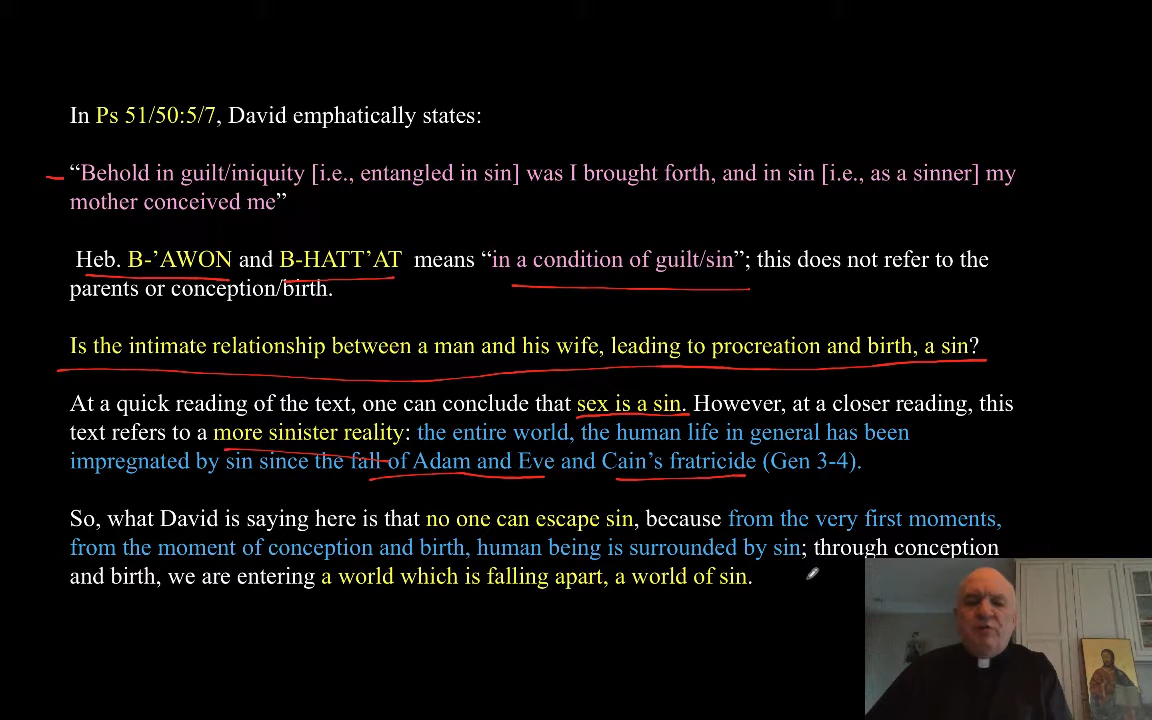 In Ps 51/50:5/7, David emphatically states:
“Behold in guilt/iniquity [i.e., entangled in sin] was I brought forth, and in sin [i.e., as a sinner] my
mother conceived me”
Heb. B-’AWON and B-HATT’AT means “in a condition of guilt/sin”; this does not refer to the
parents or conception/birth.
Is the intimate relationship between a man and his wife, leading to procreation and birth, a sin?
At a quick reading of the text, one can conclude that sex is a sin. However, at a closer reading, this
text refers to a more sinister reality: the entire world, the human life in general has been
impregnated by sin since the fall of Adam and Eve and Cain’s fratricide (Gen 3-4).
So, what David is saying here is that no one can escape sin, because from the very first moments,
from the moment of conception and birth, human being is surrounded by sin; through conception
and birth, we are entering a world which is falling apart, a world of sin.